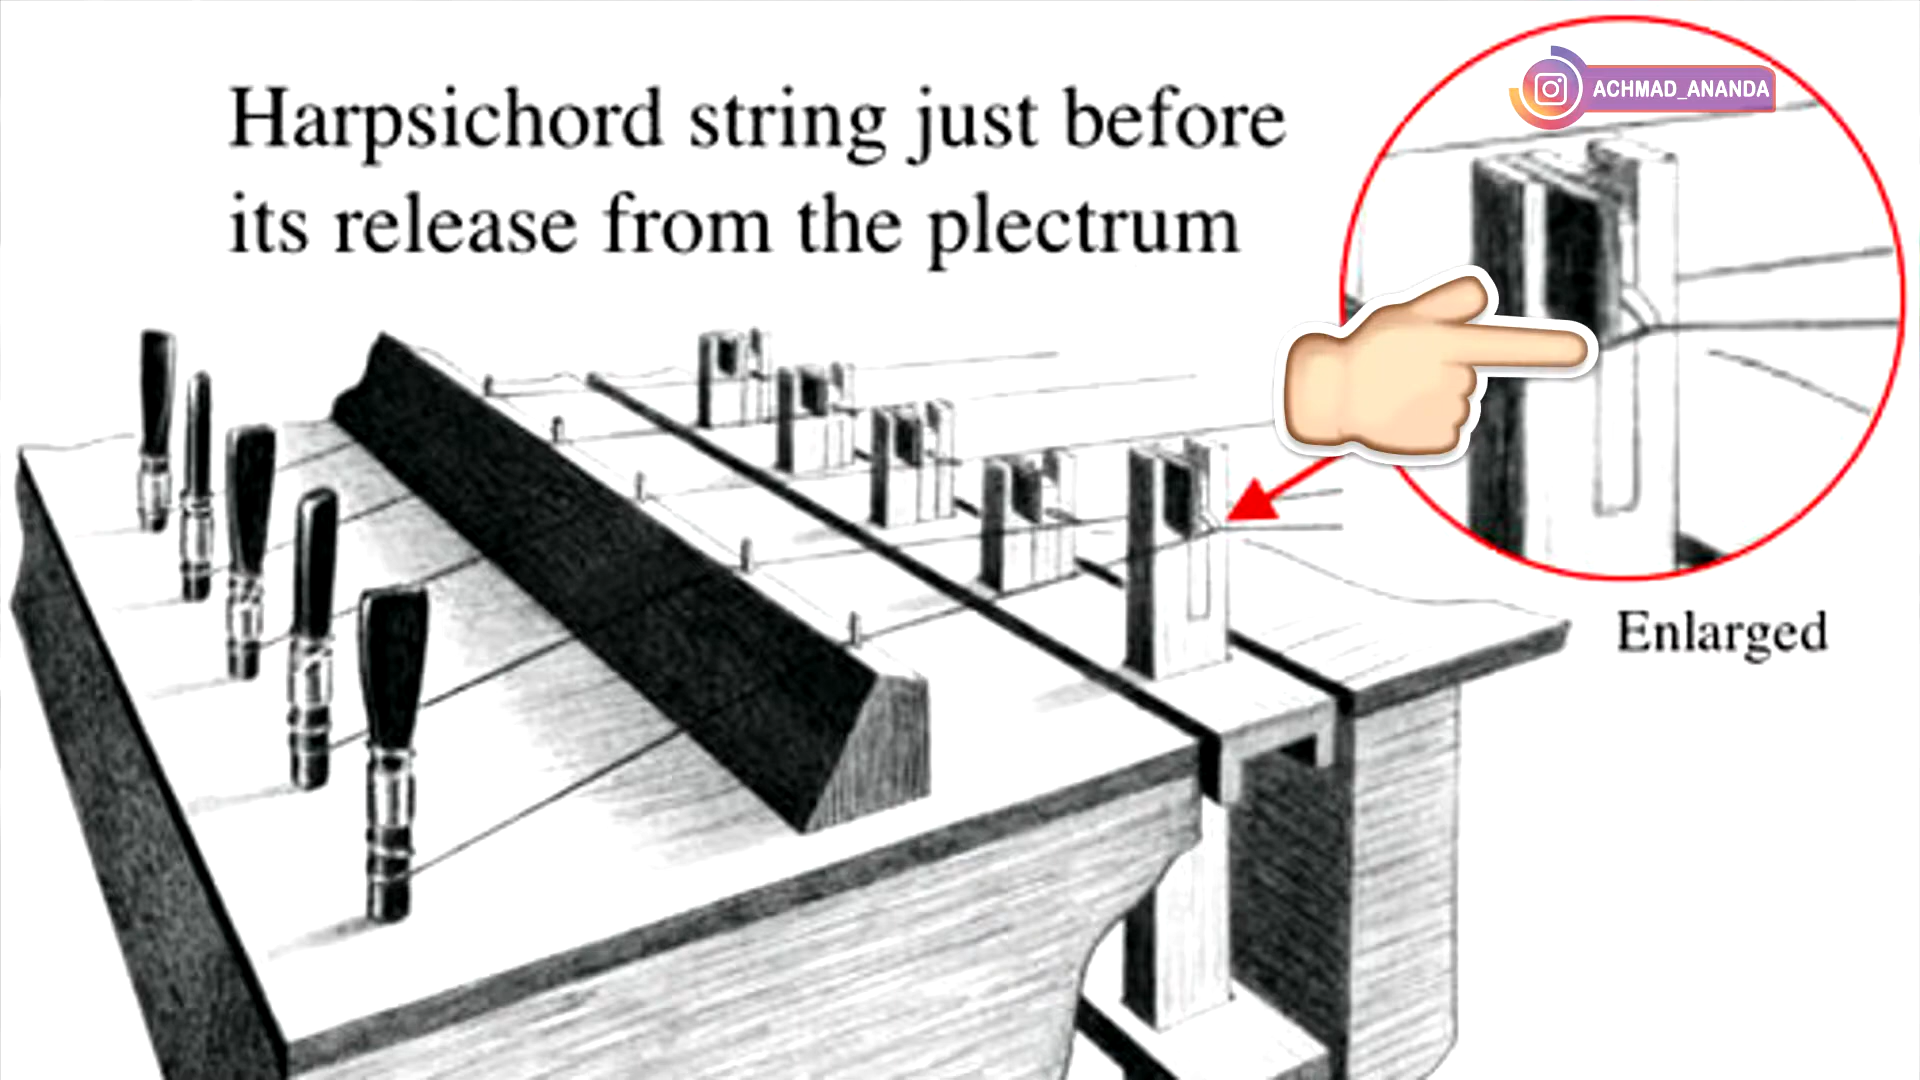 Harpsichord string just before
its release from the plectrum
ACHMAD_ANANDA
Enlarged